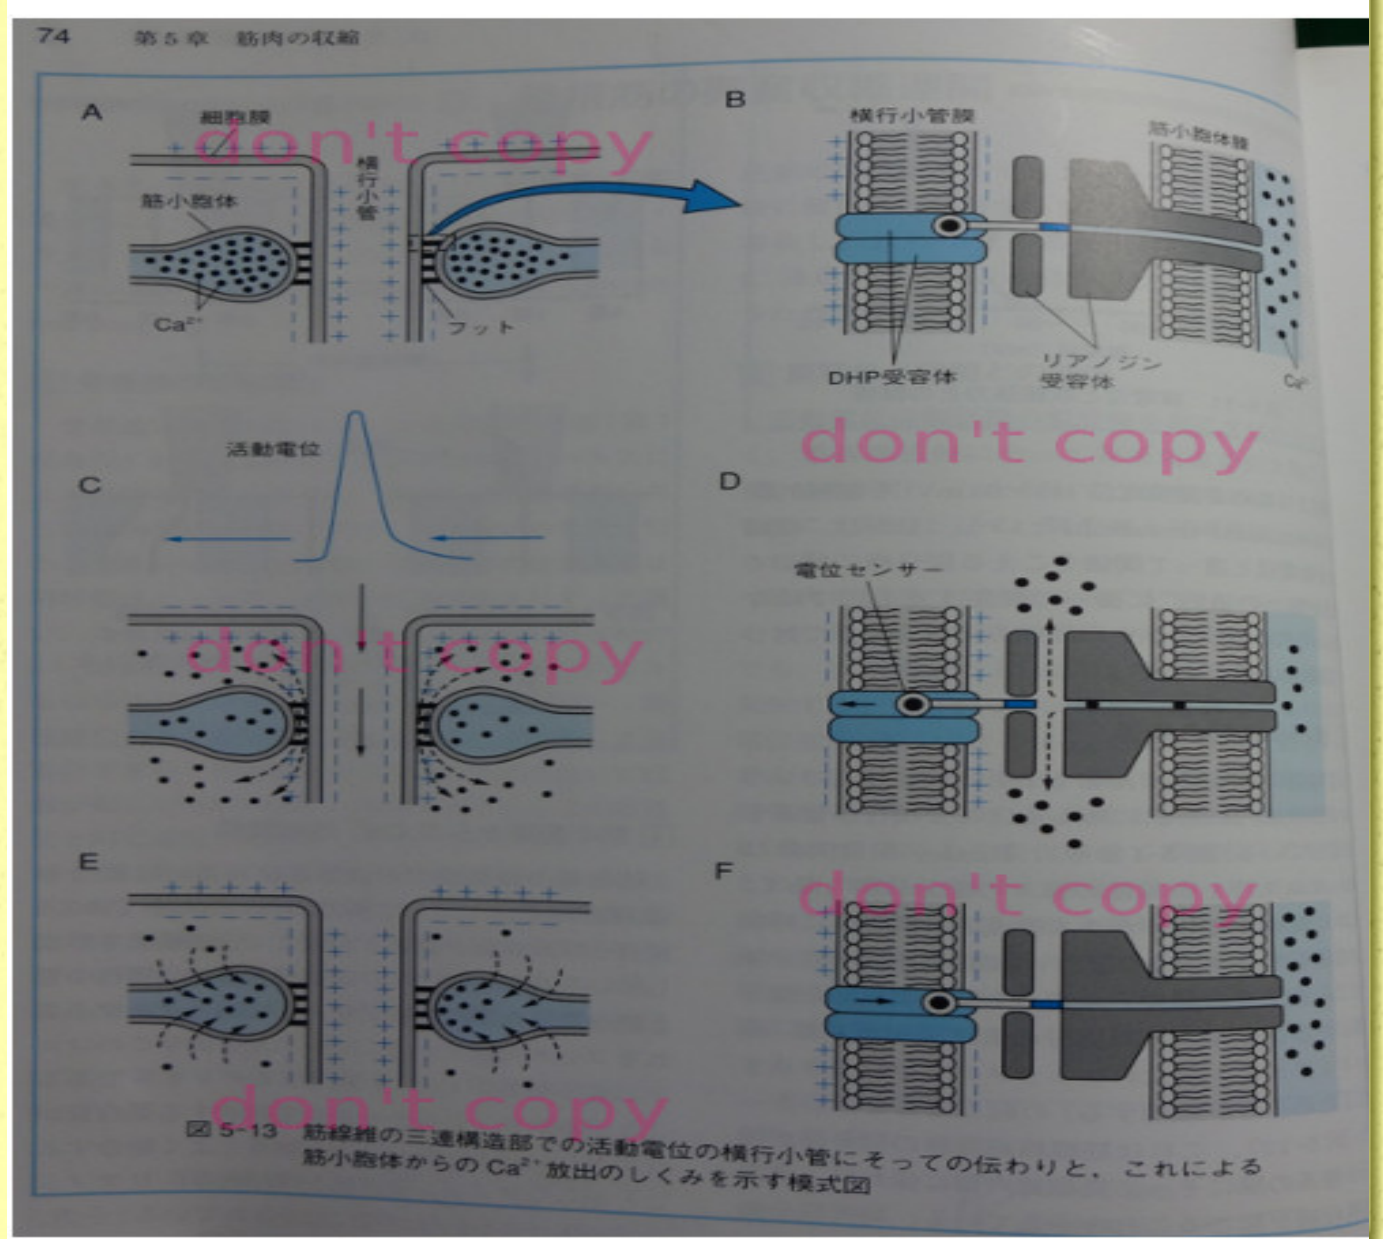 74 第5章 筋肉の収縮
A
細胞膜
横行小管
筋小胞体
Ca²⁺
フット
B
横行小管膜
筋小胞体膜
DHP受容体
リアノジン
受容体
Ca²⁺
don't copy
don't copy
C
活動電位
D
電位センサー
don't copy
E
F
don't copy
don't copy
図 5-13 筋線維の三連構造部での活動電位の横行小管にそっての伝わりと、これによる
筋小胞体からの Ca²⁺ 放出のしくみを示す模式図